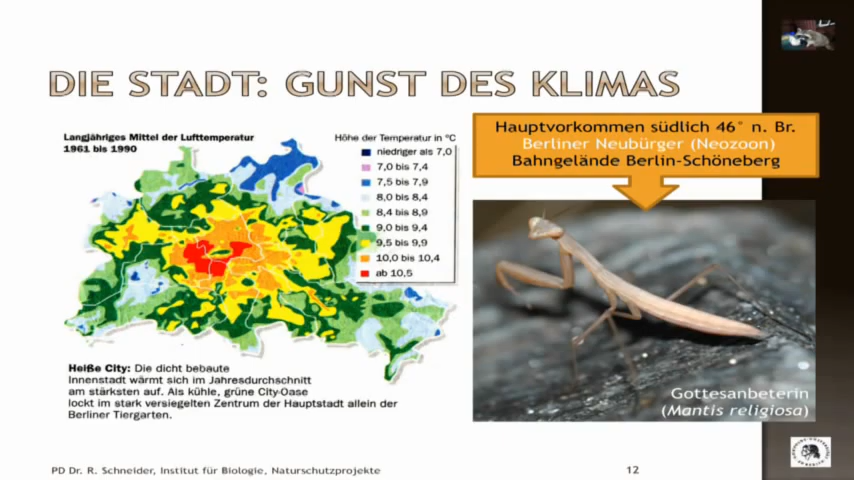 DIE STADT: GUNST DES KLIMAS
Langjähriges Mittel der Lufttemperatur
1961 bis 1990
Höhe der Temperatur in °C
niedriger als 7,0
7,0 bis 7,4
7,5 bis 7,9
8,0 bis 8,4
8,4 bis 8,9
9,0 bis 9,4
9,5 bis 9,9
10,0 bis 10,4
ab 10,5
Heiße City: Die dicht bebaute
Innenstadt wärmt sich im Jahresdurchschnitt
am stärksten auf. Als kühle, grüne City-Oase
lockt im stark versiegelten Zentrum der Hauptstadt allein der
Berliner Tiergarten.
Hauptvorkommen südlich 46° n. Br.
Berliner Neubürger (Neozoon)
Bahngelände Berlin-Schöneberg
Gottesanbeterin
(Mantis religiosa)
PD Dr. R. Schneider, Institut für Biologie, Naturschutzprojekte
12